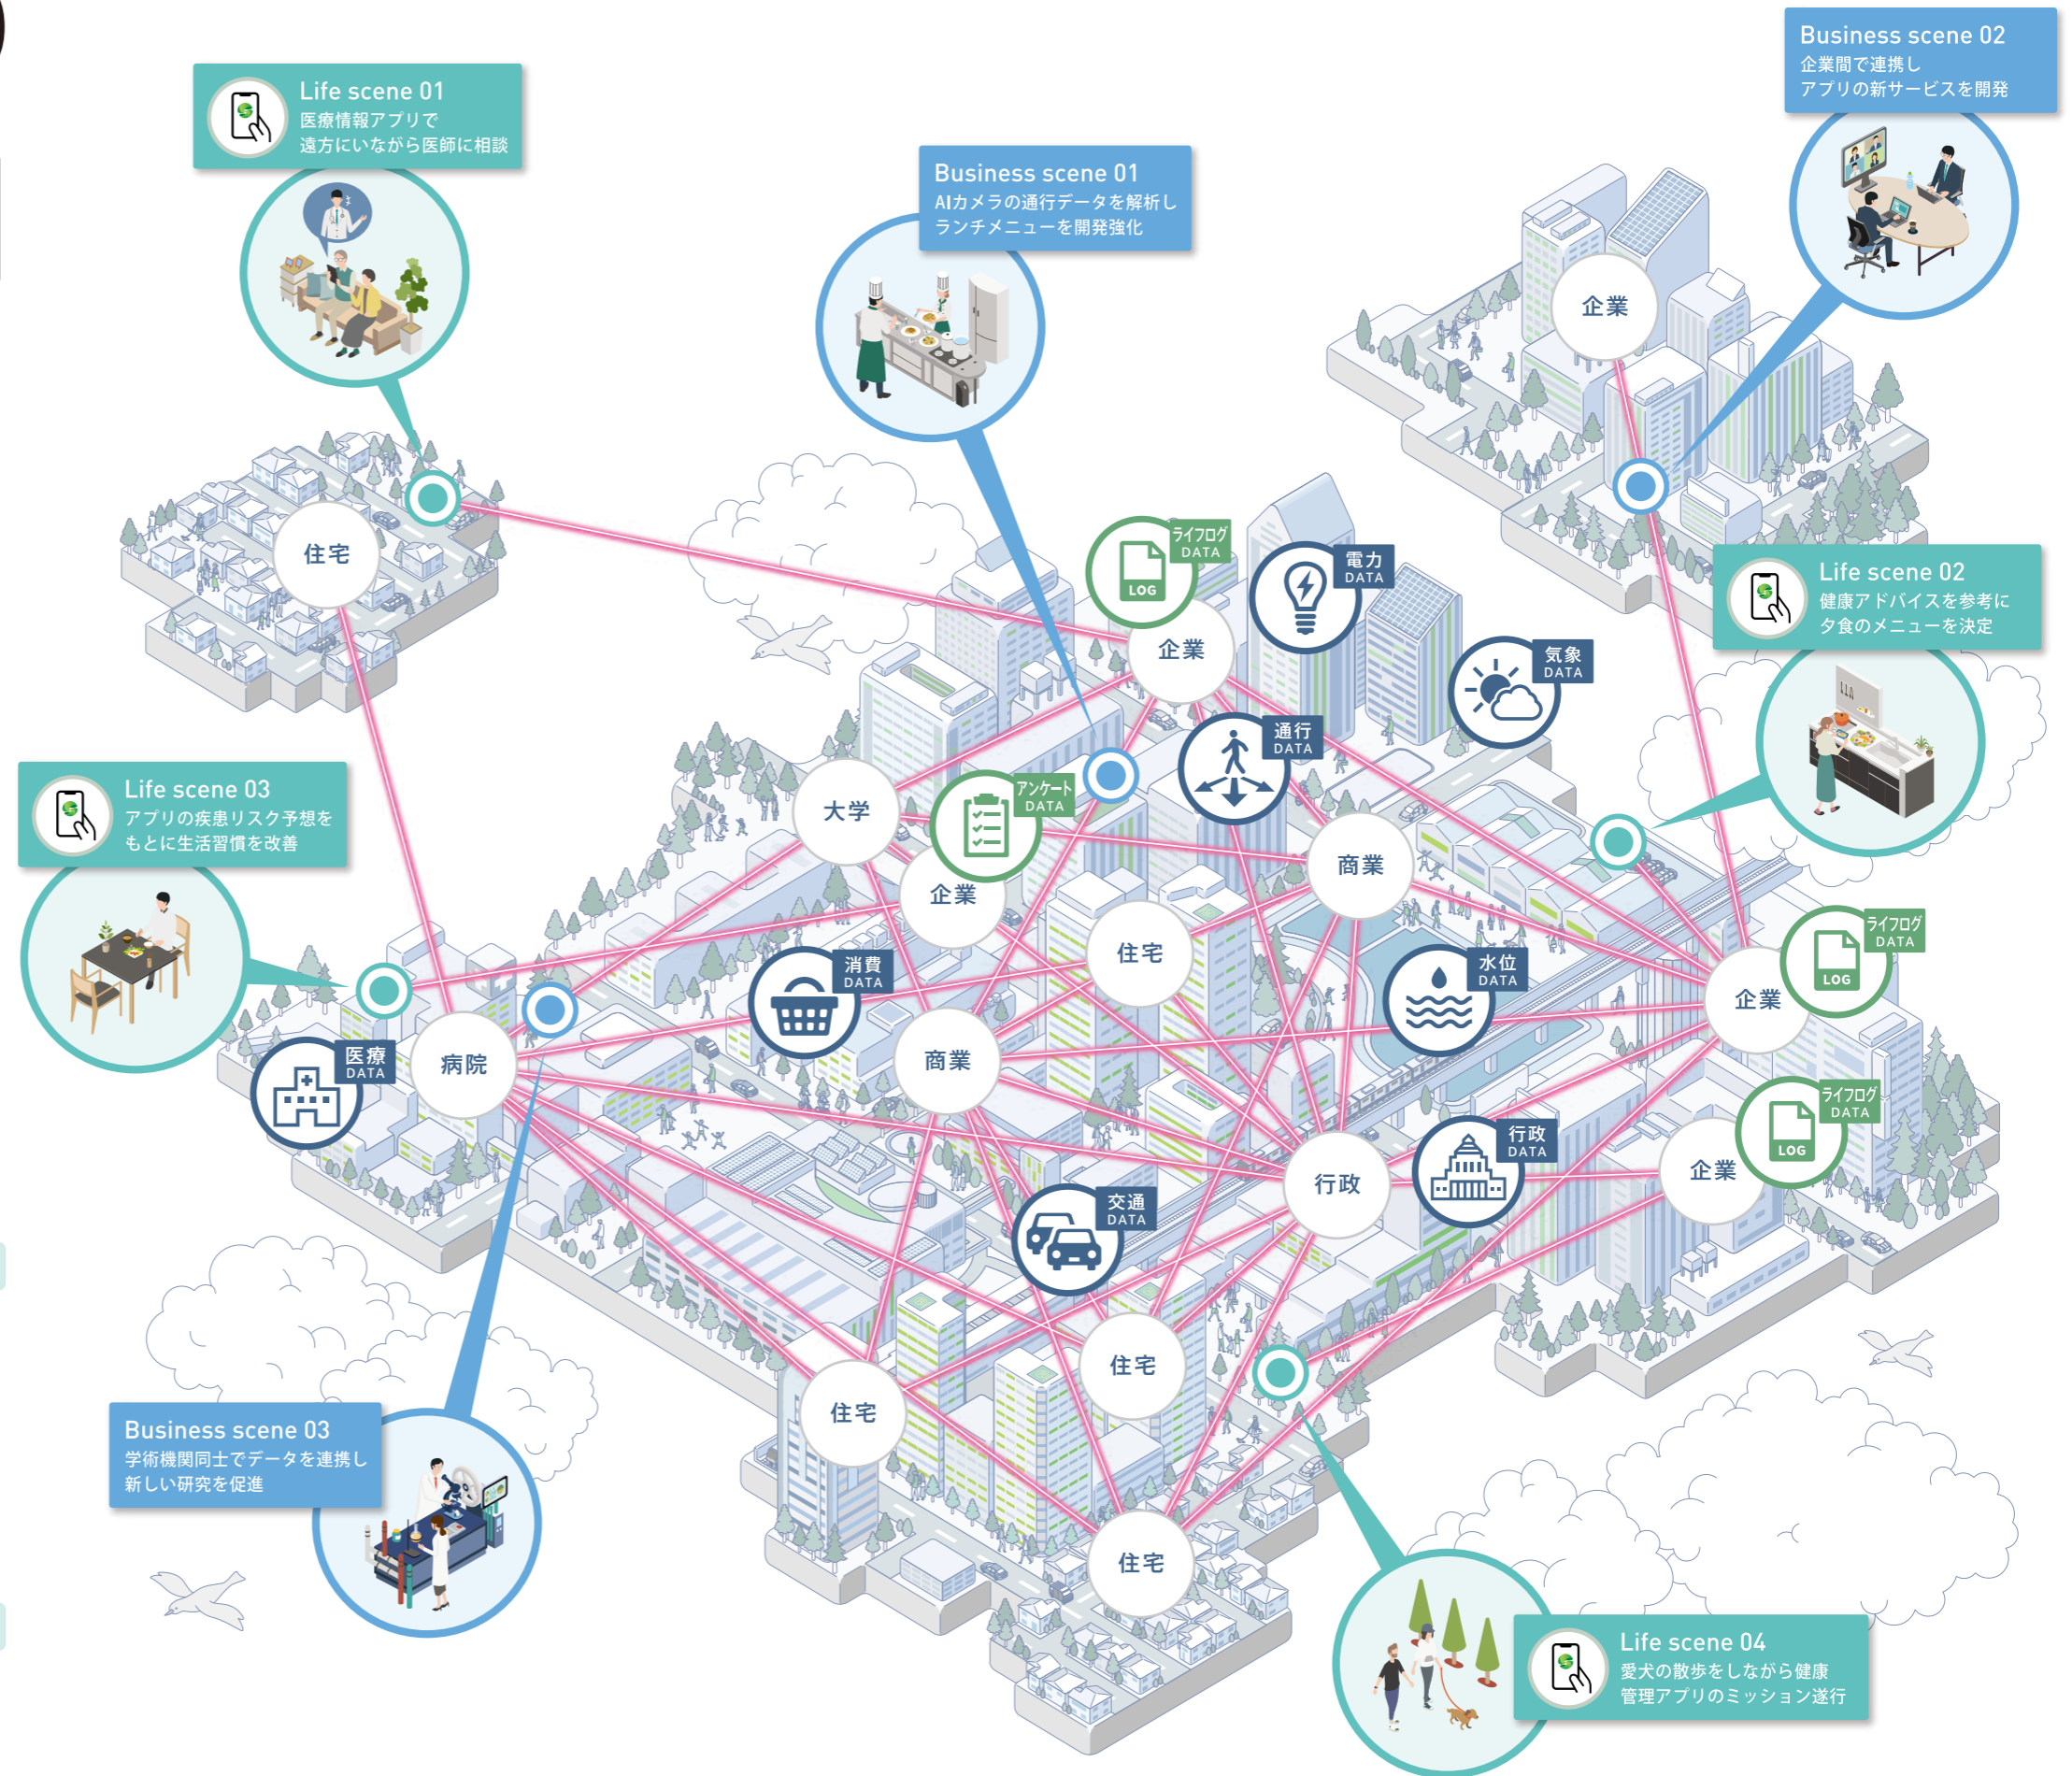 Business scene 02
企業間で連携し
アプリの新サービスを開発
Life scene 01
医療情報アプリで
遠方にいながら医師に相談
Business scene 01
AIカメラの通行データを解析し
ランチメニューを開発強化
企業
住宅
ライフログ
DATA
LOG
電力
DATA
Life scene 02
健康アドバイスを参考に
夕食のメニューを決定
企業
気象
DATA
通行
DATA
Life scene 03
アプリの疾患リスク予想を
もとに生活習慣を改善
大学
アンケート
DATA
商業
企業
住宅
ライフログ
DATA
LOG
消費
DATA
水位
DATA
企業
医療
DATA
病院
商業
ライフログ
DATA
LOG
行政
DATA
企業
行政
交通
DATA
住宅
住宅
Business scene 03
学術機関同士でデータを連携し
新しい研究を促進
住宅
Life scene 04
愛犬の散歩をしながら健康
管理アプリのミッション遂行